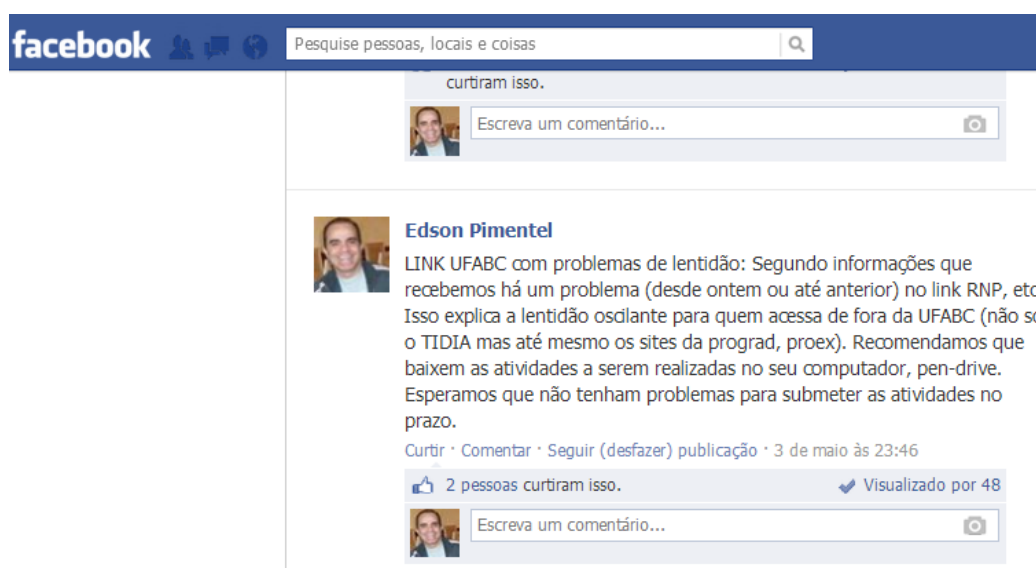 facebook
Pesquise pessoas, locais e coisas
curtiram isso.
Escreva um comentário...
Edson Pimentel
LINK UFABC com problemas de lentidão: Segundo informações que
recebemos há um problema (desde ontem ou até anterior) no link RNP, etc
Isso explica a lentidão oscilante para quem acessa de fora da UFABC (não só
o TIDIA mas até mesmo os sites da prograd, proex). Recomendamos que
baixem as atividades a serem realizadas no seu computador, pen-drive.
Esperamos que não tenham problemas para submeter as atividades no
prazo.
Curtir · Comentar · Seguir (desfazer) publicação · 3 de maio às 23:46
2 pessoas curtiram isso. Visualizado por 48
Escreva um comentário...